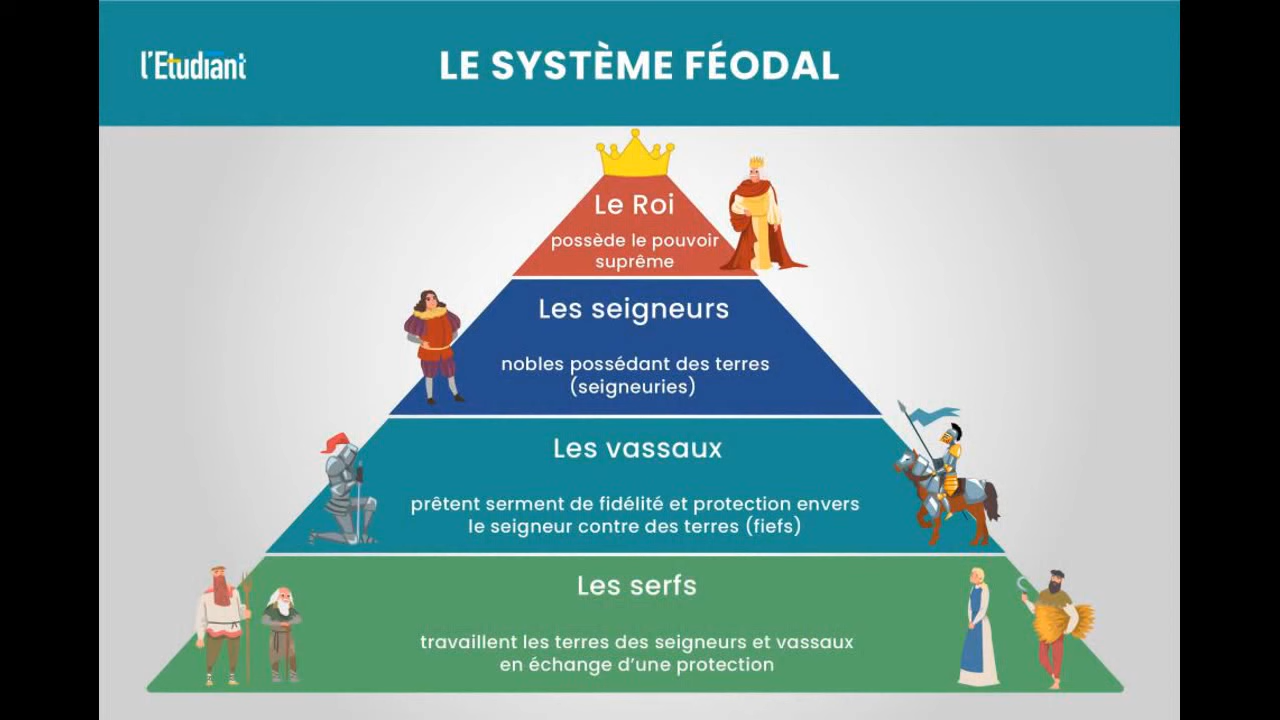 l'Etudiant
LE SYSTÈME FÉODAL
Le Roi
possède le pouvoir
suprême
Les seigneurs
nobles possédant des terres
(seigneuries)
Les vassaux
prêtent serment de fidélité et protection envers
le seigneur contre des terres (fiefs)
Les serfs
travaillent les terres des seigneurs et vassaux
en échange d'une protection